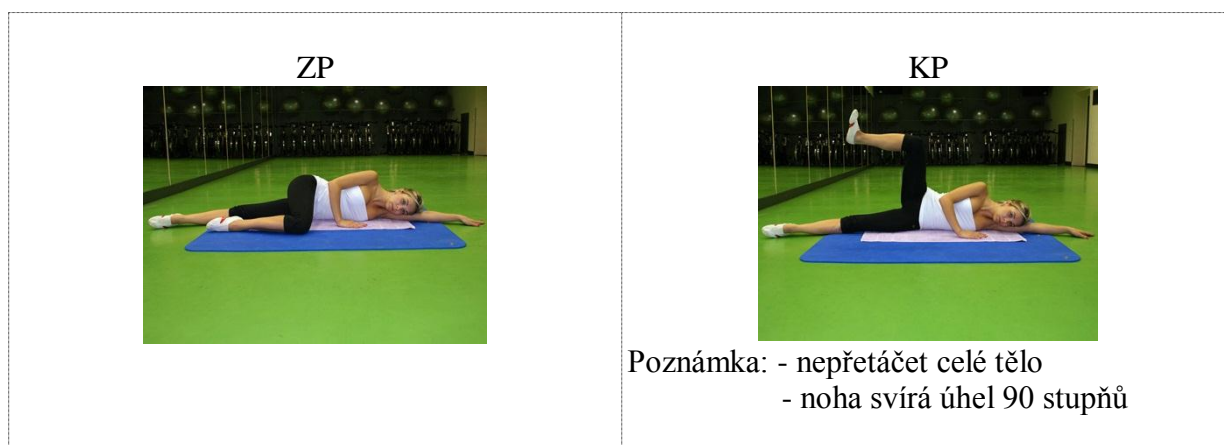 ZP
KP
Poznámka: - nepřetáčet celé tělo
- noha svírá úhel 90 stupňů